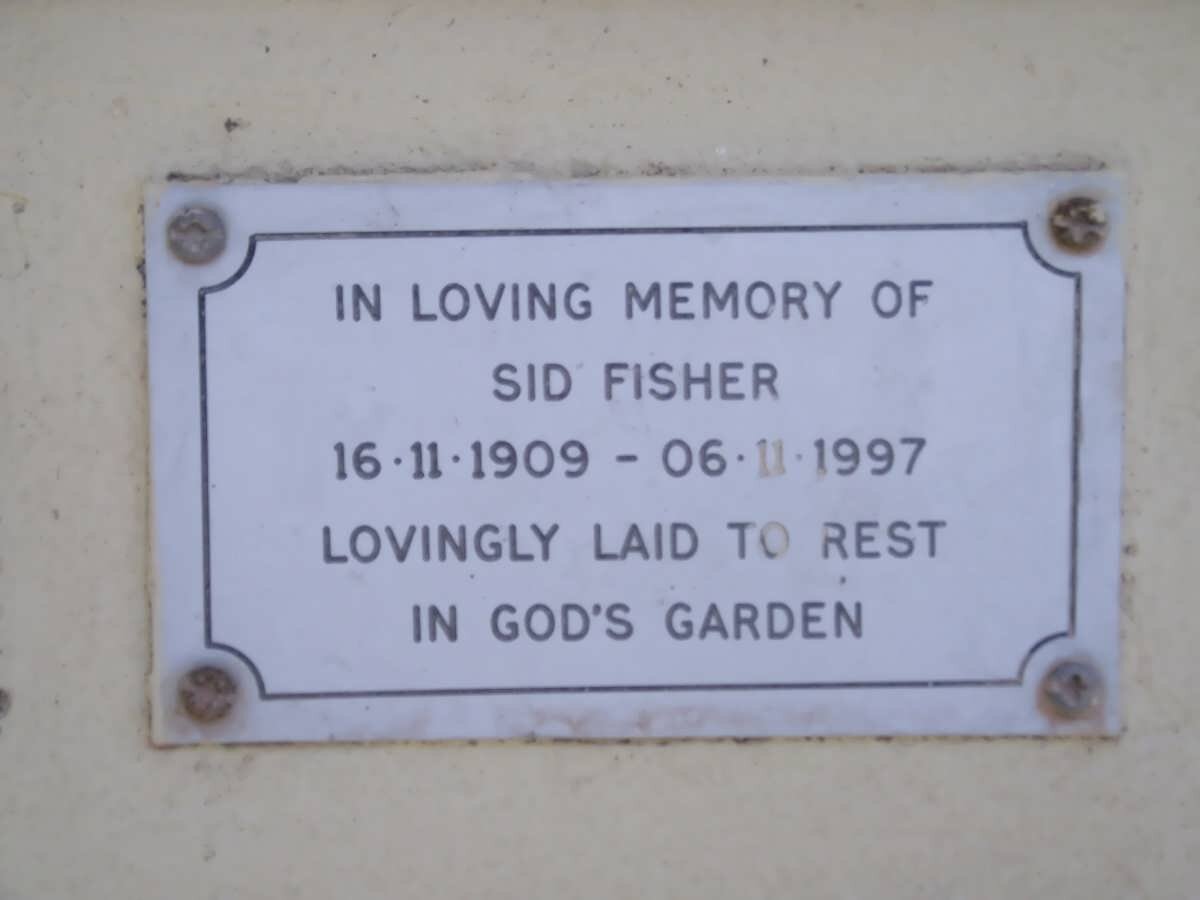 IN LOVING MEMORY OF
SID FISHER
16·11·1909 - 06·11·1997
LOVINGLY LAID TO REST
IN GOD'S GARDEN